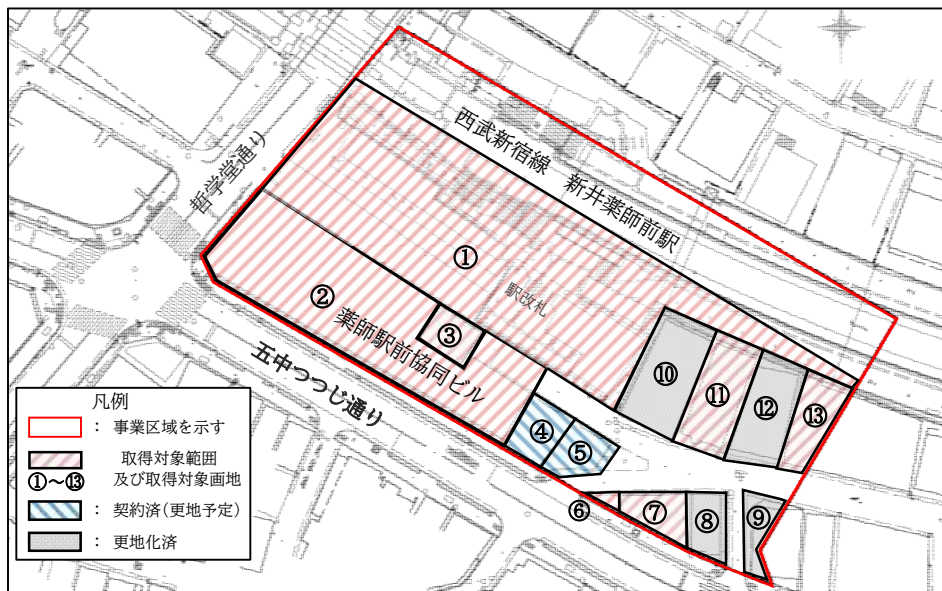 哲学堂通り
西武新宿線　新井薬師前駅
①
駅改札
②
薬師駅前協同ビル
③
五中つつじ通り
④
⑤
⑥
⑦
⑧
⑨
⑩
⑪
⑫
⑬
凡例
： 事業区域を示す
取得対象範囲
①～⑬ 及び取得対象画地
： 契約済（更地予定）
： 更地化済